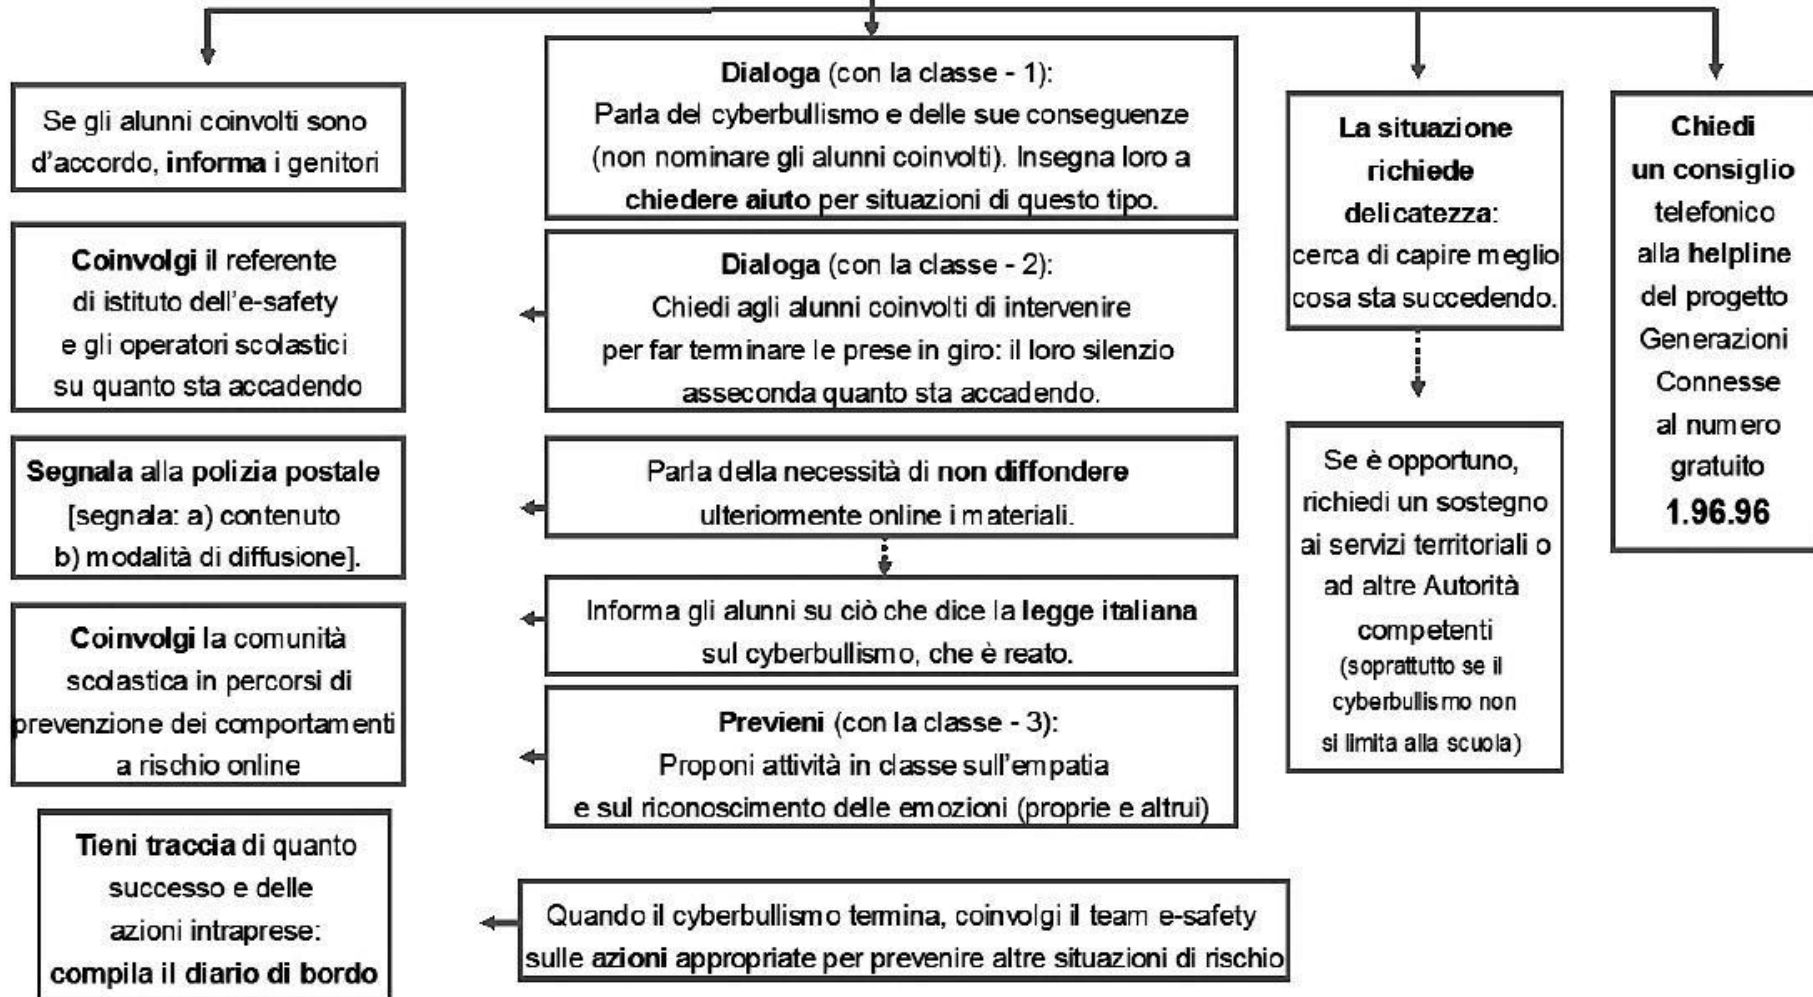 Se gli alunni coinvolti sono
d'accordo, informa i genitori
Coinvolgi il referente
di istituto dell'e-safety
e gli operatori scolastici
su quanto sta accadendo
Segnala alla polizia postale
[segnala: a) contenuto
b) modalità di diffusione].
Coinvolgi la comunità
scolastica in percorsi di
prevenzione dei comportamenti
a rischio online
Tieni traccia di quanto
successo e delle
azioni intraprese:
compila il diario di bordo
Dialoga (con la classe - 1):
Parla del cyberbullismo e delle sue conseguenze
(non nominare gli alunni coinvolti). Insegna loro a
chiedere aiuto per situazioni di questo tipo.
Dialoga (con la classe - 2):
Chiedi agli alunni coinvolti di intervenire
per far terminare le prese in giro: il loro silenzio
asseconda quanto sta accadendo.
Parla della necessità di non diffondere
ulteriormente online i materiali.
Informa gli alunni su ciò che dice la legge italiana
sul cyberbullismo, che è reato.
Previeni (con la classe - 3):
Proponi attività in classe sull'empatia
e sul riconoscimento delle emozioni (proprie e altrui)
Quando il cyberbullismo termina, coinvolgi il team e-safety
sulle azioni appropriate per prevenire altre situazioni di rischio
La situazione
richiede
delicatezza:
cerca di capire meglio
cosa sta succedendo.
Se è opportuno,
richiedi un sostegno
ai servizi territoriali o
ad altre Autorità
competenti
(soprattutto se il
cyberbullismo non
si limita alla scuola)
Chiedi
un consiglio
telefonico
alla helpline
del progetto
Generazioni
Connesse
al numero
gratuito
1.96.96